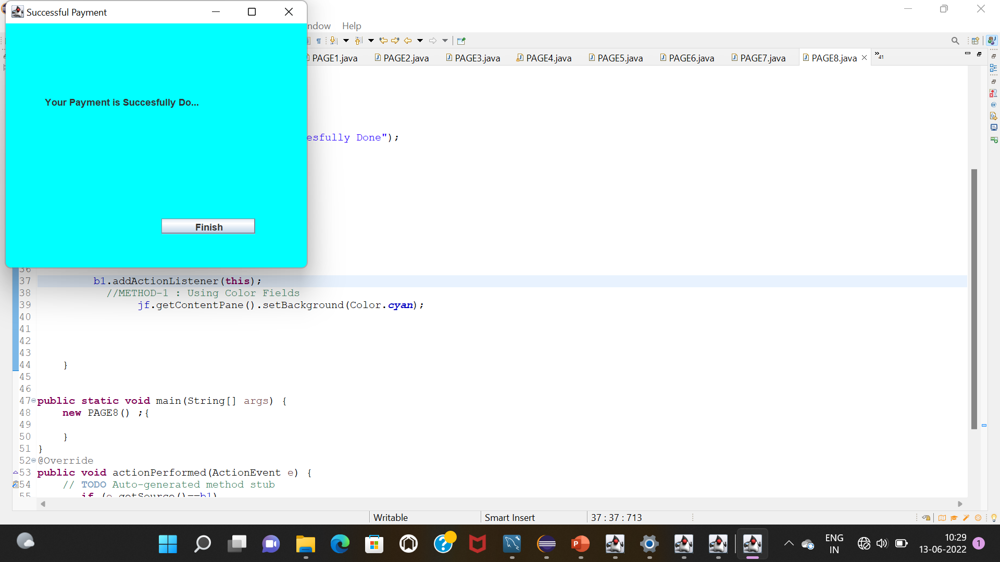 Successful Payment
ndow Help
PAGE1.java PAGE2.java PAGE3.java PAGE4.java PAGE5.java PAGE6.java PAGE7.java PAGE8.java 41
Your Payment is Succesfully Do...
esfully Done");
Finish
36
37 b1.addActionListener(this);
38 //METHOD-1 : Using Color Fields
39 jf.getContentPane().setBackground(Color.cyan);
40
41
42
43
44 }
45
46
47 public static void main(String[] args) {
48 new PAGE8() ;{
49
50 }
51 }
52 @Override
53 public void actionPerformed(ActionEvent e) {
54 // TODO Auto-generated method stub
55 if (e.getSource()==b1)
Writable Smart Insert 37 : 37 : 713
ENG
IN
10:29
13-06-2022
1